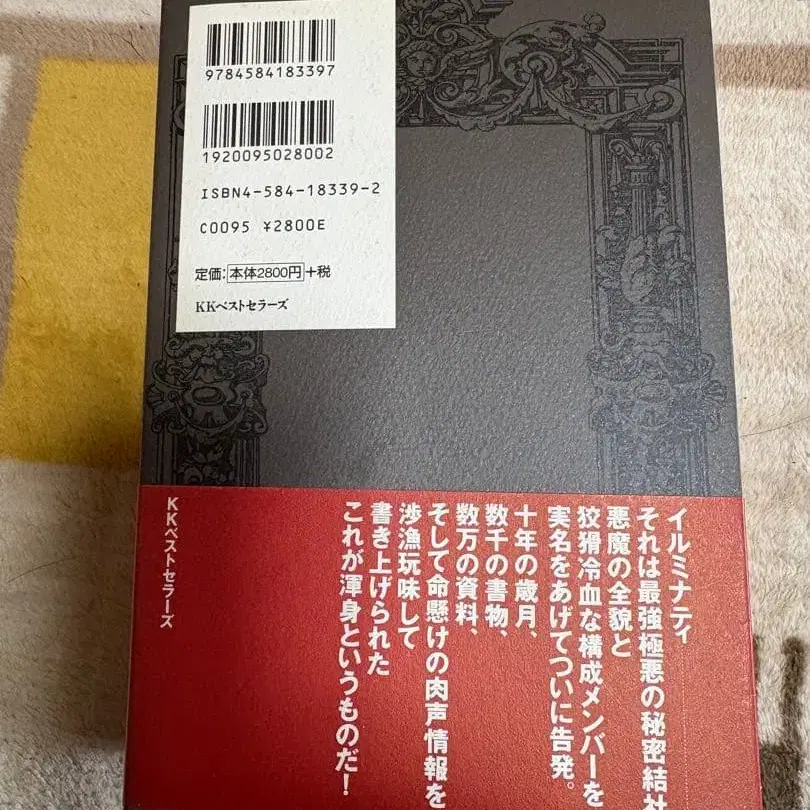 9784584183397
1920095028002
ISBN4-584-18339-2
C0095 ¥2800E
定価:本体2800円+税
KKベストセラーズ
イルミナティ
それは最強極悪の秘密結社
悪魔の全貌と
狡猾冷血な構成メンバーを
実名をあげてついに告発。
十年の歳月、
数千の書物、
数万の資料、
そして命懸けの肉声情報を
渉漁玩味して
書き上げられた
これが渾身というものだ!
KKベストセラーズ